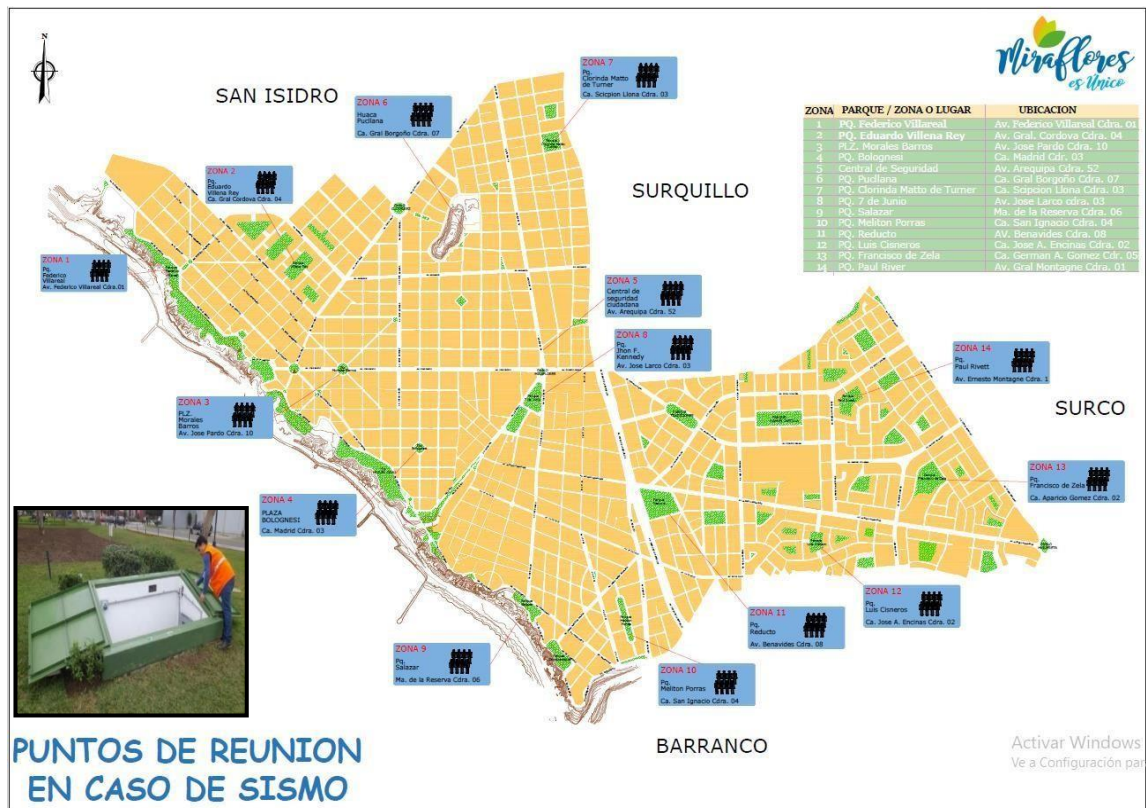 N
SAN ISIDRO
SURQUILLO
SURCO
BARRANCO
Miraflores
es Único
ZONA PARQUE / ZONA O LUGAR UBICACION
1 PQ. Federico Villareal Av. Federico Villareal Cdra. 01
2 PQ. Eduardo Villena Rey Av. Gral. Cordova Cdra. 04
3 PLZ. Morales Barros Av. Jose Pardo Cdra. 10
4 PQ. Bolognesi Ca. Madrid Cdr. 03
5 Central de Seguridad Av. Arequipa Cdra. 52
6 PQ. Pucllana Ca. Gral Borgoño Cdra. 07
7 PQ. Clorinda Matto de Turner Ca. Scipcion Llona Cdra. 03
8 PQ. 7 de Junio Av. Jose Larco cdra. 03
9 PQ. Salazar Ma. de la Reserva Cdra. 06
10 PQ. Meliton Porras Ca. San Ignacio Cdra. 04
11 PQ. Reducto AV. Benavides Cdra. 08
12 PQ. Luis Cisneros Ca. Jose A. Encinas Cdra. 02
13 PQ. Francisco de Zela Ca. German A. Gomez Cdr. 05
14 PQ. Paul River Av. Gral Montagne Cdra. 01
ZONA 7
Pq.
Clorinda Matto
de Turner
Ca. Scicpion Llona Cdra. 03
ZONA 6
Huaca
Pucllana
Ca. Gral Borgoño Cdra. 07
ZONA 2
Pq.
Eduardo
Villena Rey
Ca. Gral Cordova Cdra. 04
ZONA 1
Pq.
Federico
Villareal
Av. Federico Villareal Cdra.01
ZONA 5
Central de
seguridad
ciudadana
Av. Arequipa Cdra. 52
ZONA 8
Pq.
Jhon F.
Kennedy
Av. Jose Larco Cdra. 03
ZONA 14
Pq.
Paul Rivett
Av. Ernesto Montagne Cdra. 1
ZONA 3
PLZ.
Morales
Barros
Av. Jose Pardo Cdra. 10
ZONA 13
Pq.
Francisco de Zela
Ca. Aparicio Gomez Cdra. 02
ZONA 4
PLAZA
BOLOGNESI
Ca. Madrid Cdra. 03
ZONA 12
Pq.
Luis Cisneros
Ca. Jose A. Encinas Cdra. 02
ZONA 11
Pq.
Reducto
Av. Benavides Cdra. 08
ZONA 9
Pq.
Salazar
Ma. de la Reserva Cdra. 06
ZONA 10
Pq.
Meliton Porras
Ca. San Ignacio Cdra. 04
PUNTOS DE REUNION
EN CASO DE SISMO
Activar Windows
Ve a Configuración par